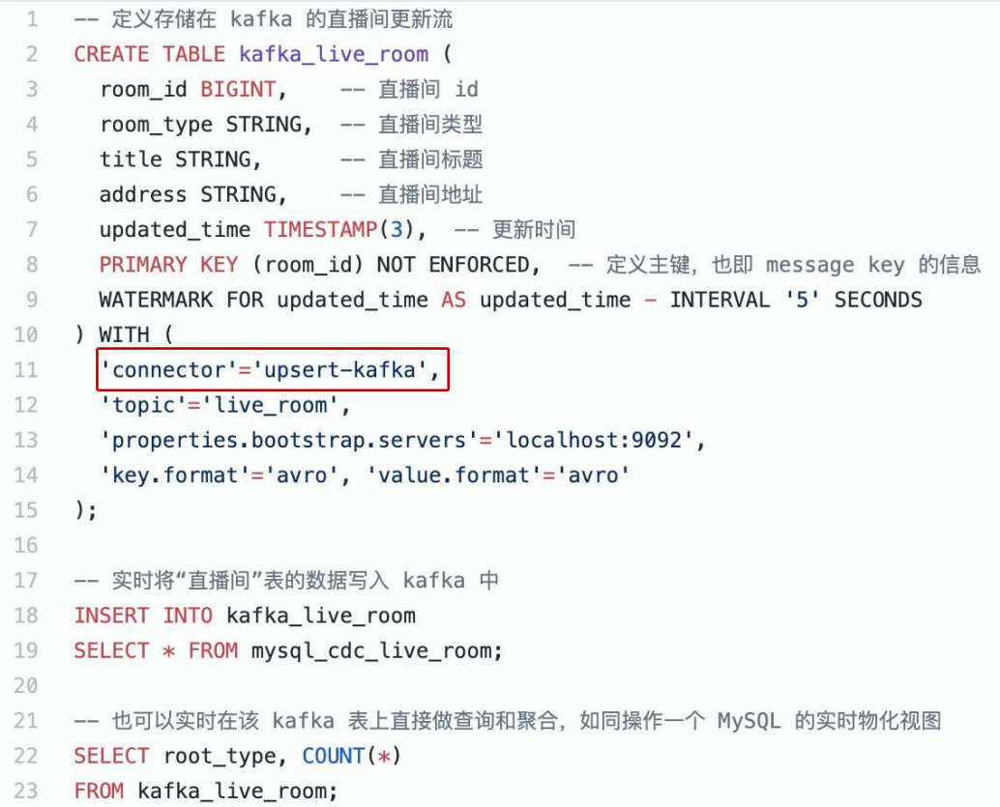 1 -- 定义存储在 kafka 的直播间更新流
2 CREATE TABLE kafka_live_room (
3 room_id BIGINT, -- 直播间 id
4 room_type STRING, -- 直播间类型
5 title STRING, -- 直播间标题
6 address STRING, -- 直播间地址
7 updated_time TIMESTAMP(3), -- 更新时间
8 PRIMARY KEY (room_id) NOT ENFORCED, -- 定义主键，也即 message key 的信息
9 WATERMARK FOR updated_time AS updated_time - INTERVAL '5' SECONDS
10 ) WITH (
11 'connector'='upsert-kafka',
12 'topic'='live_room',
13 'properties.bootstrap.servers'='localhost:9092',
14 'key.format'='avro', 'value.format'='avro'
15 );
16
17 -- 实时将“直播间”表的数据写入 kafka 中
18 INSERT INTO kafka_live_room
19 SELECT * FROM mysql_cdc_live_room;
20
21 -- 也可以实时在该 kafka 表上直接做查询和聚合，如同操作一个 MySQL 的实时物化视图
22 SELECT root_type, COUNT(*)
23 FROM kafka_live_room;